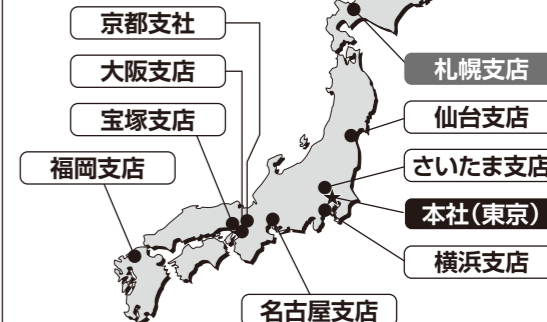 京都支社
大阪支店
宝塚支店
福岡支店
札幌支店
仙台支店
さいたま支店
本社(東京)
横浜支店
名古屋支店